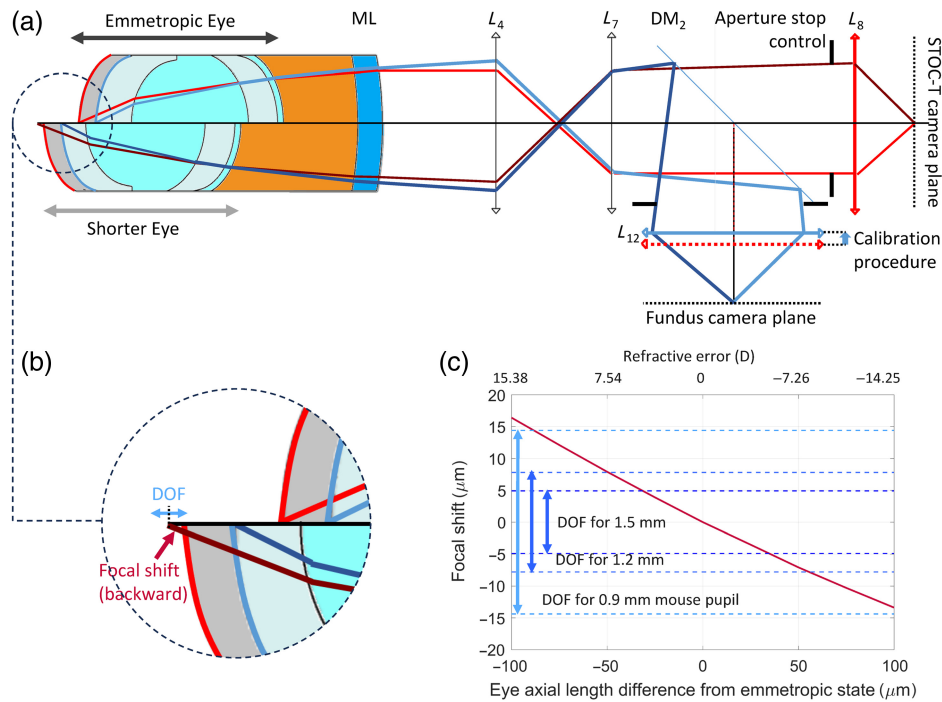 (a)
Emmetropic Eye
ML
L4
L7
DM2
Aperture stop
control
L8
STOC-T camera plane
Shorter Eye
L12
Calibration
procedure
Fundus camera plane
(b)
DOF
Focal shift
(backward)
(c)
Refractive error (D)
15.38 7.54 0 −7.26 −14.25
20
15
10
5
0
−5
−10
−15
−20
Focal shift (μm)
DOF for 1.5 mm
DOF for 1.2 mm
DOF for 0.9 mm mouse pupil
−100 −50 0 50 100
Eye axial length difference from emmetropic state (μm)